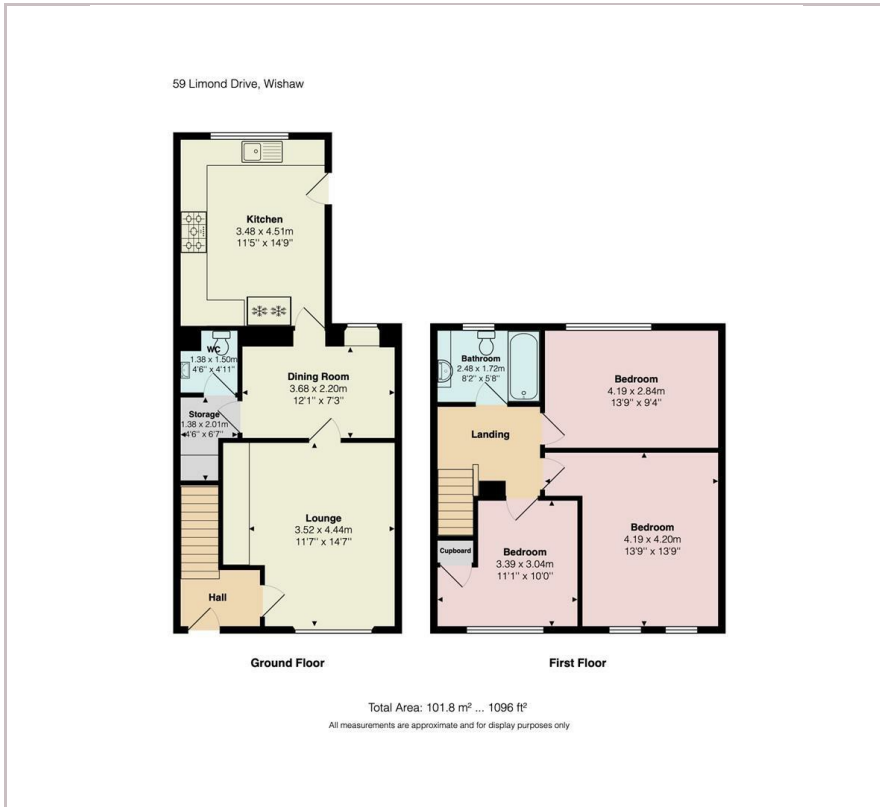 59 Limond Drive, Wishaw
Kitchen
3.48 x 4.51m
11'5'' x 14'9''
WC
1.38 x 1.50m
4'6'' x 4'11''
Dining Room
3.68 x 2.20m
12'1'' x 7'3''
Storage
1.38 x 2.01m
4'6'' x 6'7''
Lounge
3.52 x 4.44m
11'7'' x 14'7''
Hall
Ground Floor
Bathroom
2.48 x 1.72m
8'2'' x 5'8''
Bedroom
4.19 x 2.84m
13'9'' x 9'4''
Landing
Bedroom
4.19 x 4.20m
13'9'' x 13'9''
Cupboard
Bedroom
3.39 x 3.04m
11'1'' x 10'0''
First Floor
Total Area: 101.8 m² ... 1096 ft²
All measurements are approximate and for display purposes only